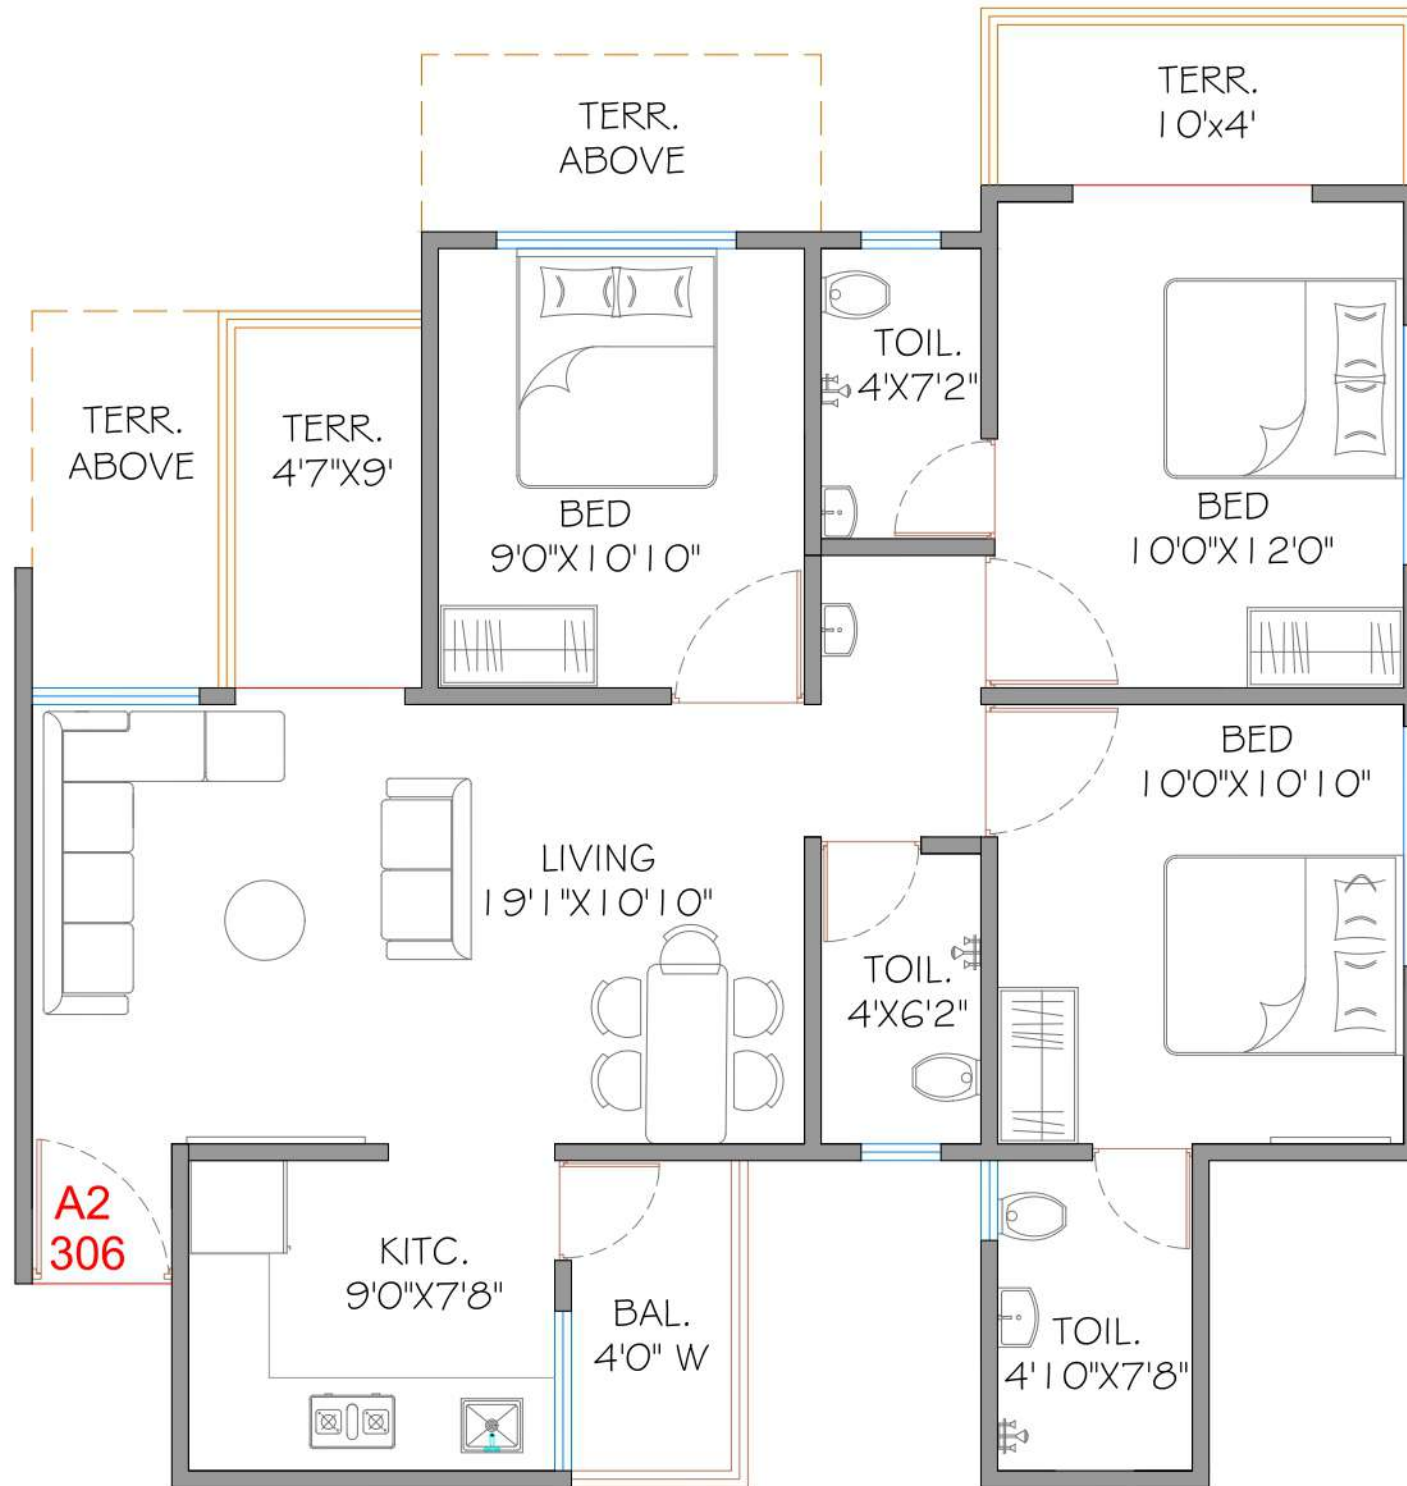 TERR.
10'x4'
TERR.
ABOVE
TOIL.
4'X7'2"
TERR.
ABOVE
TERR.
4'7"X9'
BED
9'0"X10'10"
BED
10'0"X12'0"
BED
10'0"X10'10"
LIVING
19'1"X10'10"
TOIL.
4'X6'2"
A2
306
KITC.
9'0"X7'8"
BAL.
4'0" W
TOIL.
4'10"X7'8"